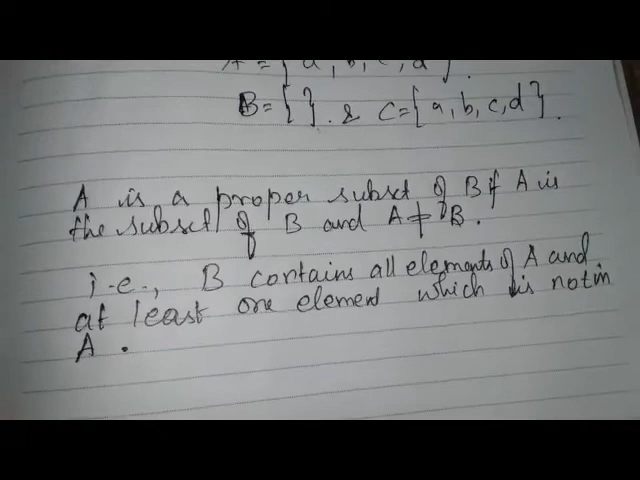 A = { a, b, c, d }.
B = { } . & C = { a, b, c, d } .
A is a proper subset of B if A is
the subset of B and A ≠ B .
i.e., B contains all elements of A and
at least one element which is not in
A .